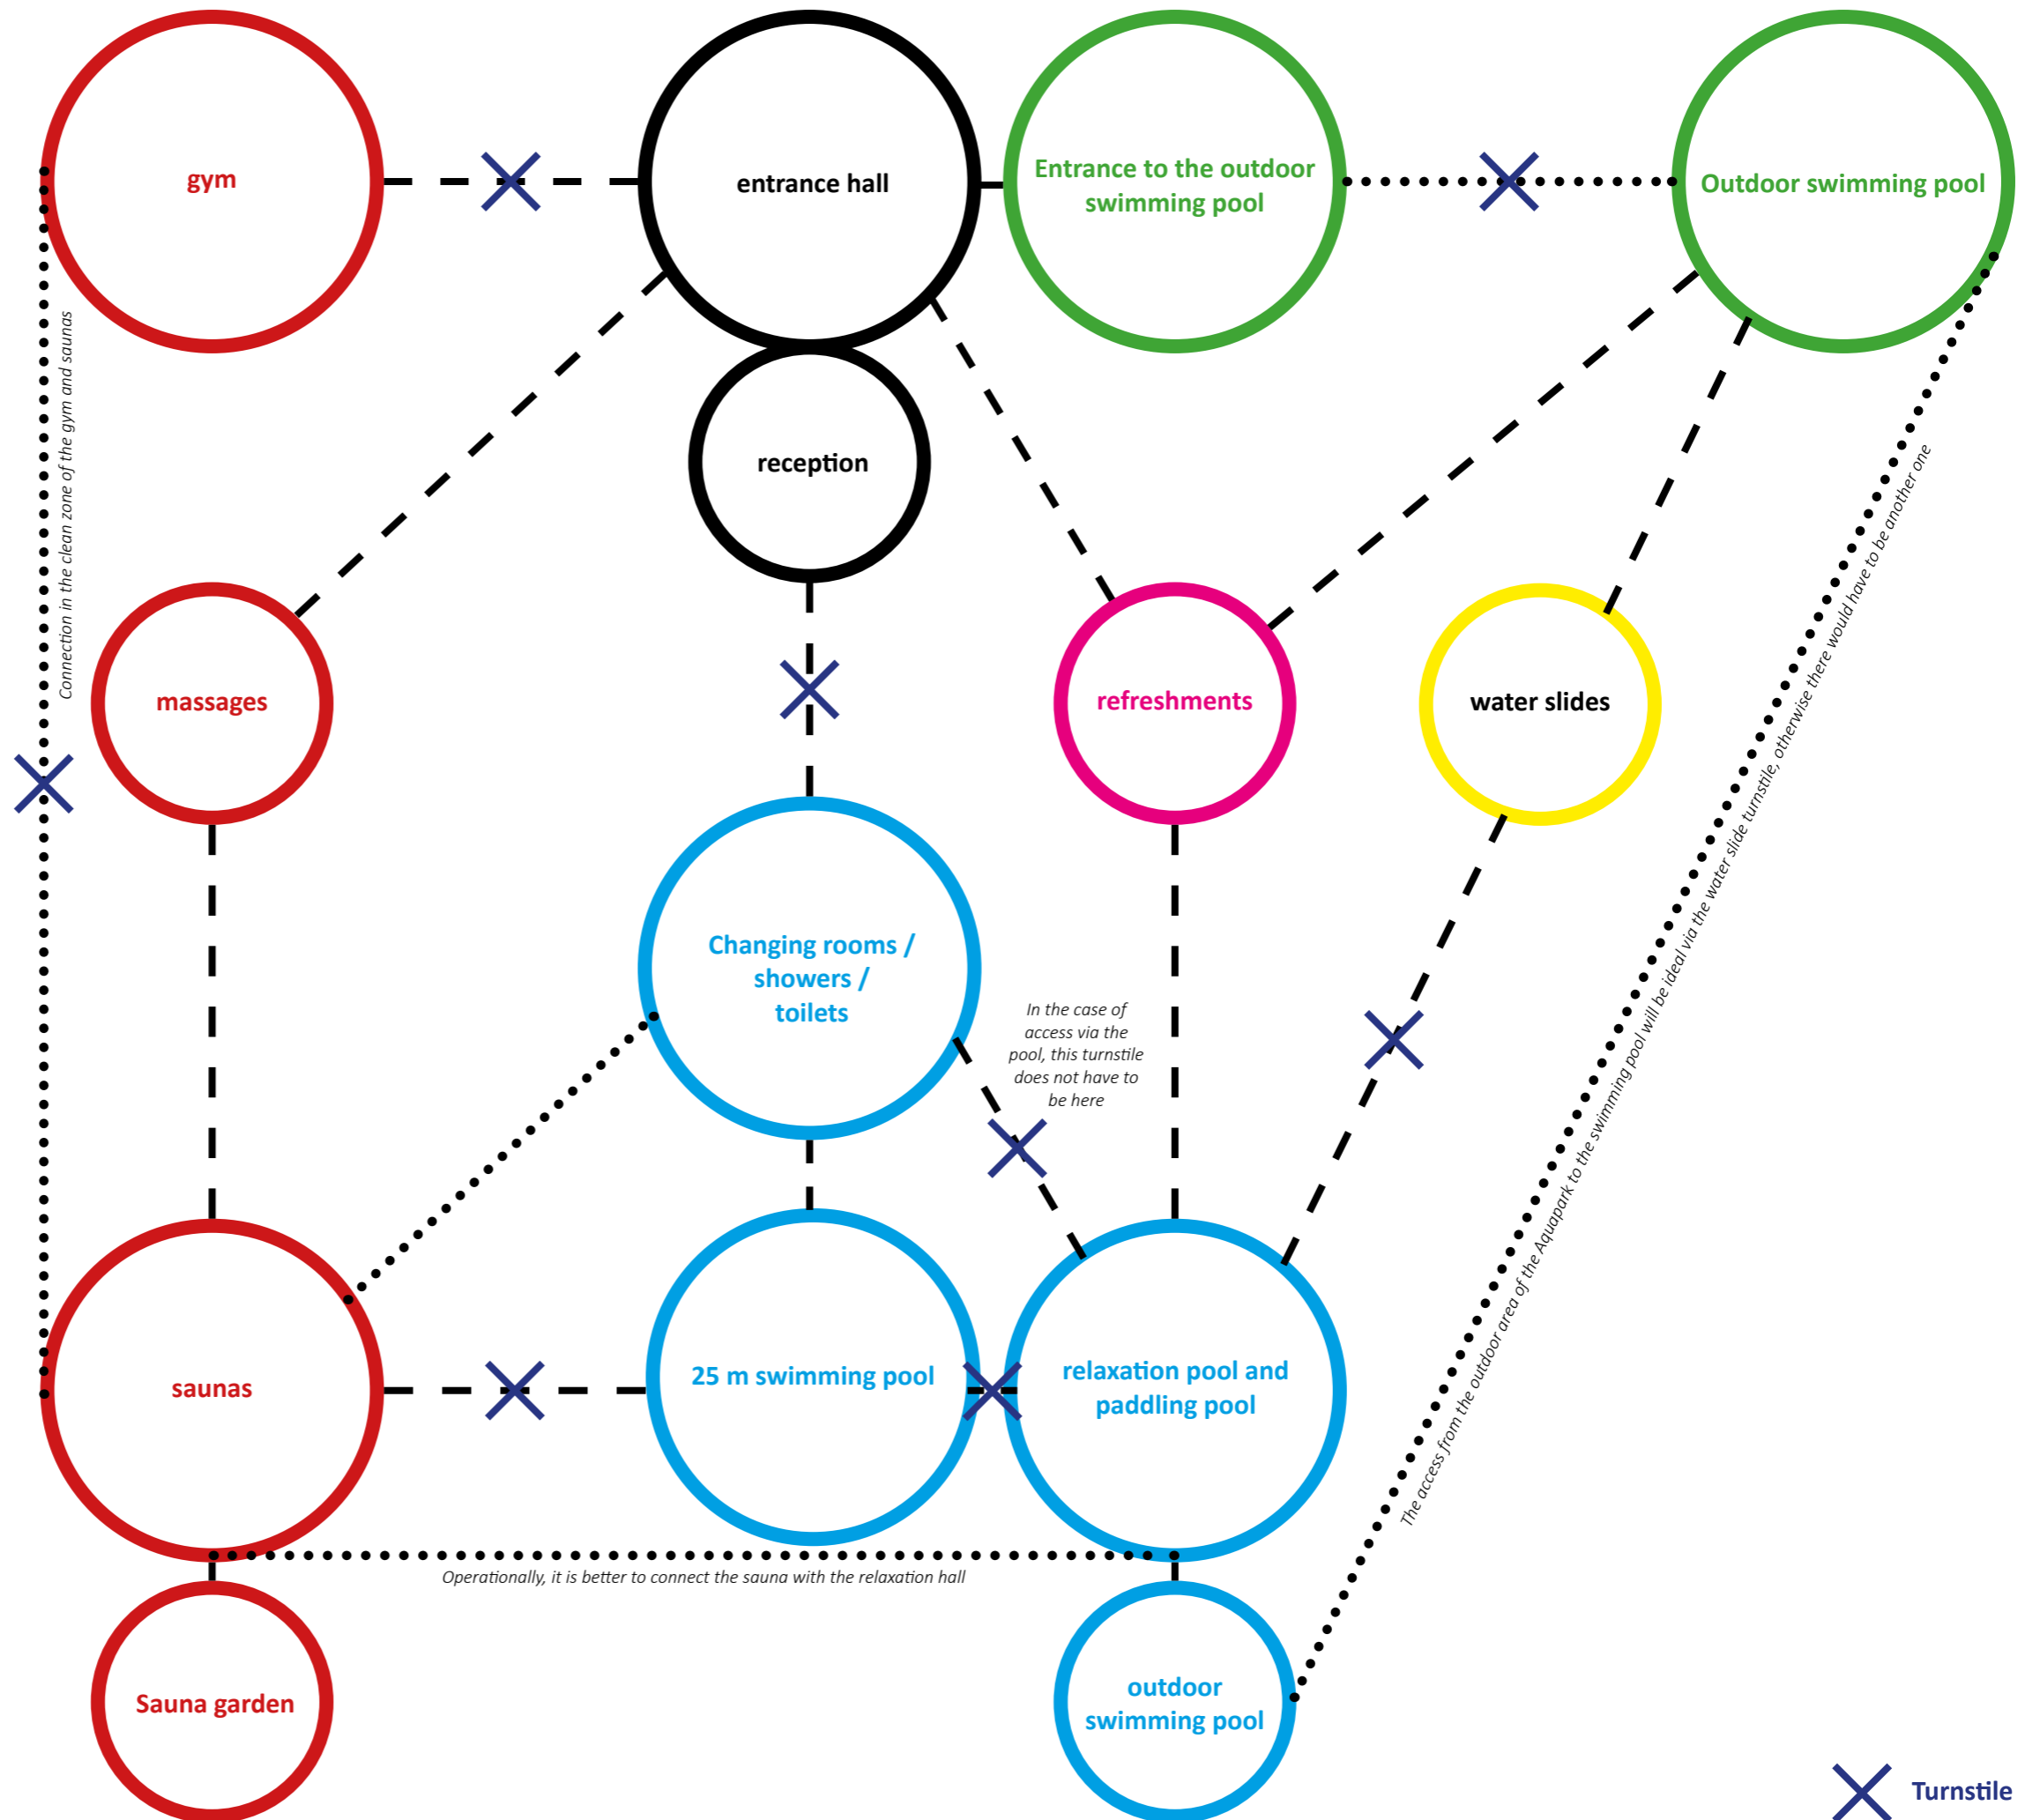 gym
entrance hall
Entrance to the outdoor
swimming pool
Outdoor swimming pool
Connection in the clean zone of the gym and saunas
reception
massages
refreshments
water slides
The access from the outdoor area of the Aquapark to the swimming pool will be ideal via the water slide turnstile, otherwise there would have to be another one
Changing rooms /
showers /
toilets
In the case of
access via the
pool, this turnstile
does not have to
be here
saunas
25 m swimming pool
relaxation pool and
paddling pool
Operationally, it is better to connect the sauna with the relaxation hall
Sauna garden
outdoor
swimming pool
Turnstile